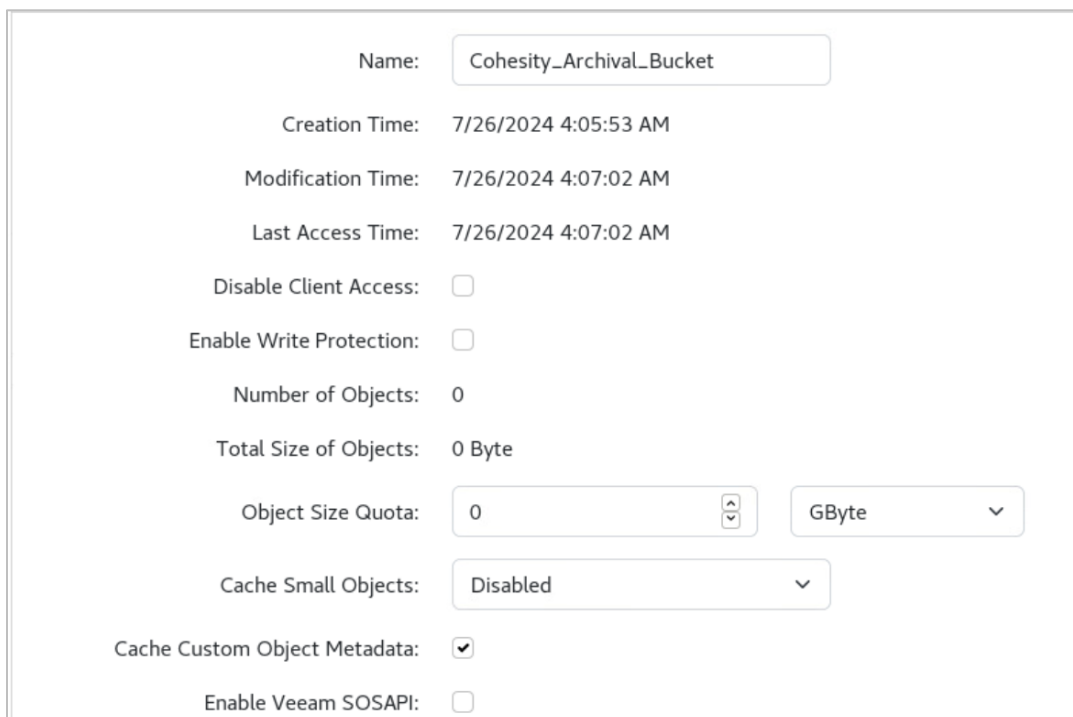 Name: Cohesity_Archival_Bucket
Creation Time: 7/26/2024 4:05:53 AM
Modification Time: 7/26/2024 4:07:02 AM
Last Access Time: 7/26/2024 4:07:02 AM
Disable Client Access:
Enable Write Protection:
Number of Objects: 0
Total Size of Objects: 0 Byte
Object Size Quota: 0 GByte
Cache Small Objects: Disabled
Cache Custom Object Metadata:
Enable Veeam SOSAPI: